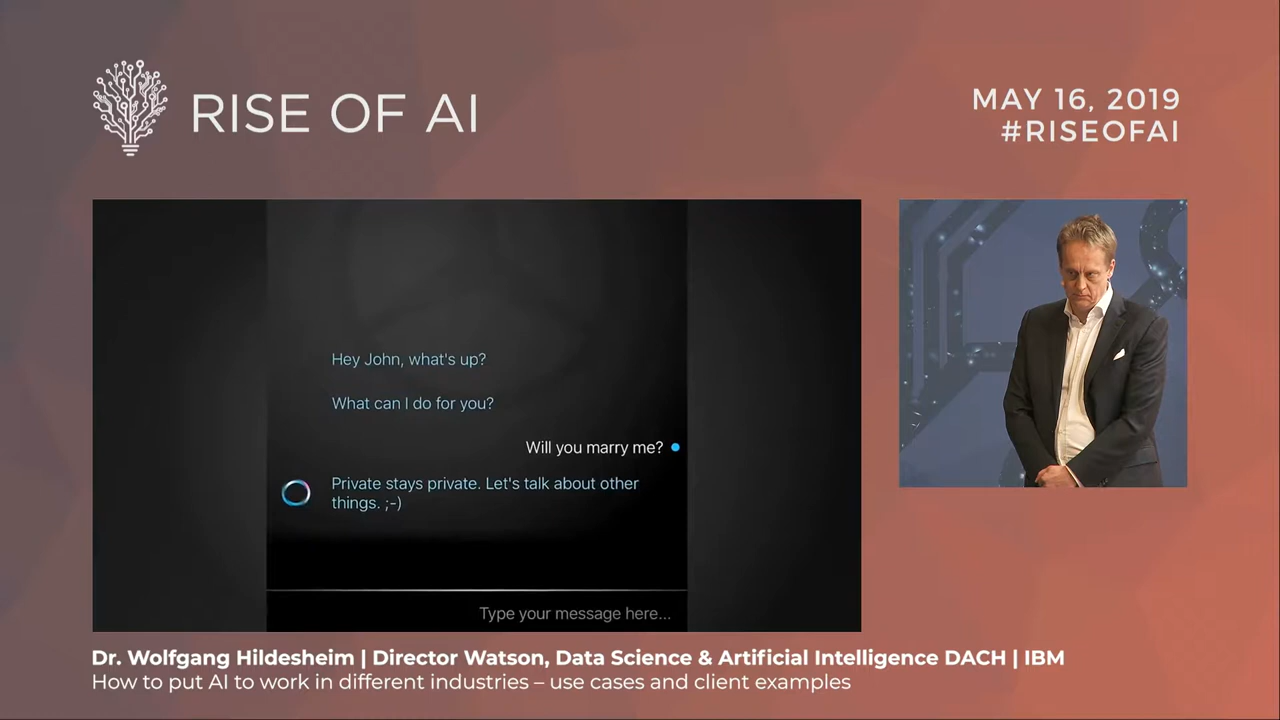 RISE OF AI
MAY 16, 2019
#RISEOFAI
Hey John, what's up?
What can I do for you?
Will you marry me?
Private stays private. Let's talk about other
things. ;-)
Type your message here...
Dr. Wolfgang Hildesheim | Director Watson, Data Science & Artificial Intelligence DACH | IBM
How to put AI to work in different industries – use cases and client examples